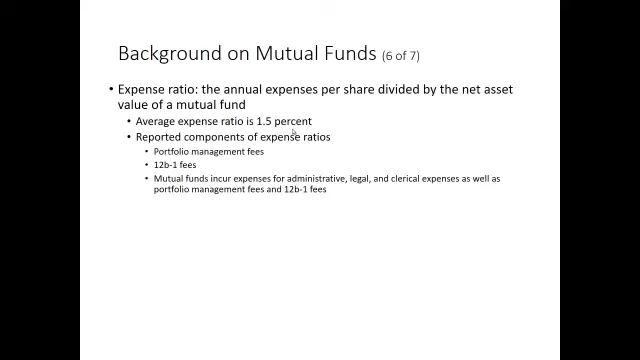 Background on Mutual Funds (6 of 7)
• Expense ratio: the annual expenses per share divided by the net asset
value of a mutual fund
• Average expense ratio is 1.5 percent
• Reported components of expense ratios
• Portfolio management fees
• 12b-1 fees
• Mutual funds incur expenses for administrative, legal, and clerical expenses as well as
portfolio management fees and 12b-1 fees